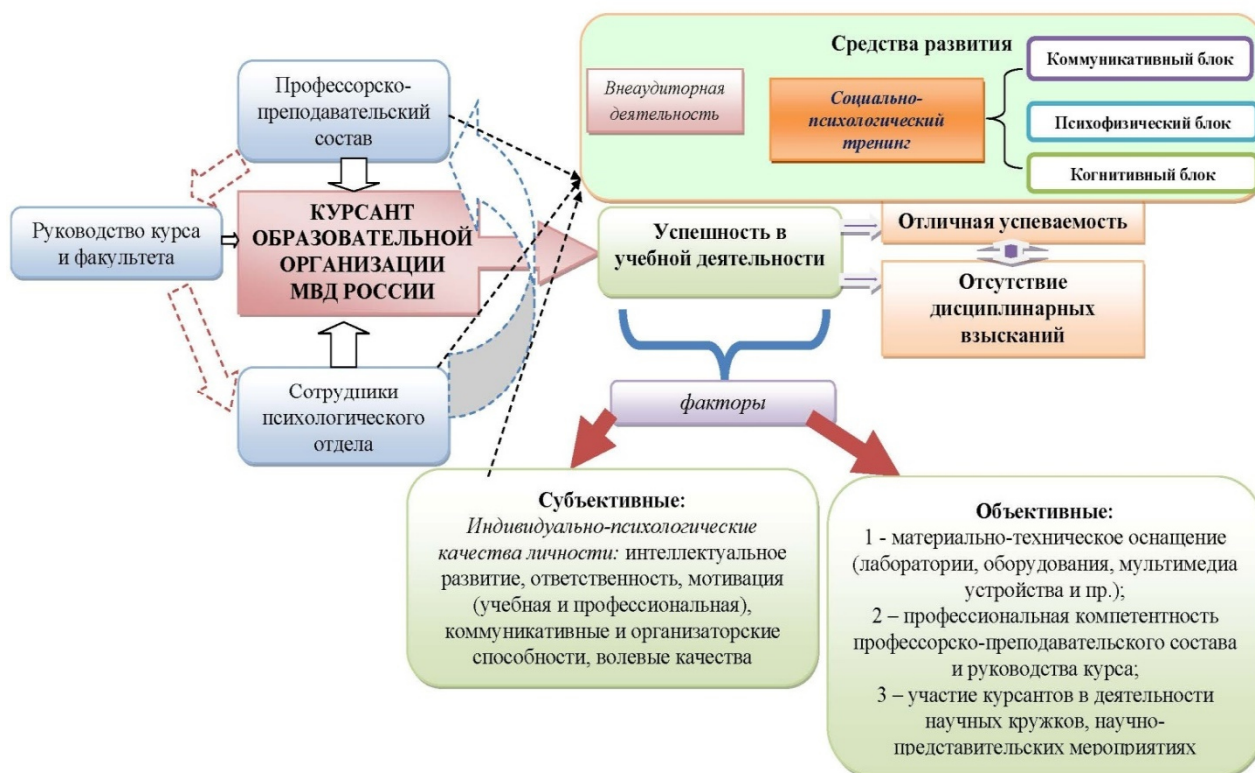 Средства развития
Коммуникативный блок
Внеаудиторная
деятельность
Социально-
психологический
тренинг
Психофизический блок
Когнитивный блок
Профессорско-
преподавательский
состав
Руководство курса
и факультета
КУРСАНТ
ОБРАЗОВАТЕЛЬНОЙ
ОРГАНИЗАЦИИ
МВД РОССИИ
Сотрудники
психологического
отдела
Успешность в
учебной деятельности
Отличная успеваемость
Отсутствие
дисциплинарных
взысканий
факторы
Субъективные:
Индивидуально-психологические
качества личности: интеллектуальное
развитие, ответственность, мотивация
(учебная и профессиональная),
коммуникативные и организаторские
способности, волевые качества
Объективные:
1 - материально-техническое оснащение
(лаборатории, оборудования, мультимедиа
устройства и пр.);
2 – профессиональная компетентность
профессорско-преподавательского состава
и руководства курса;
3 – участие курсантов в деятельности
научных кружков, научно-
представительских мероприятиях